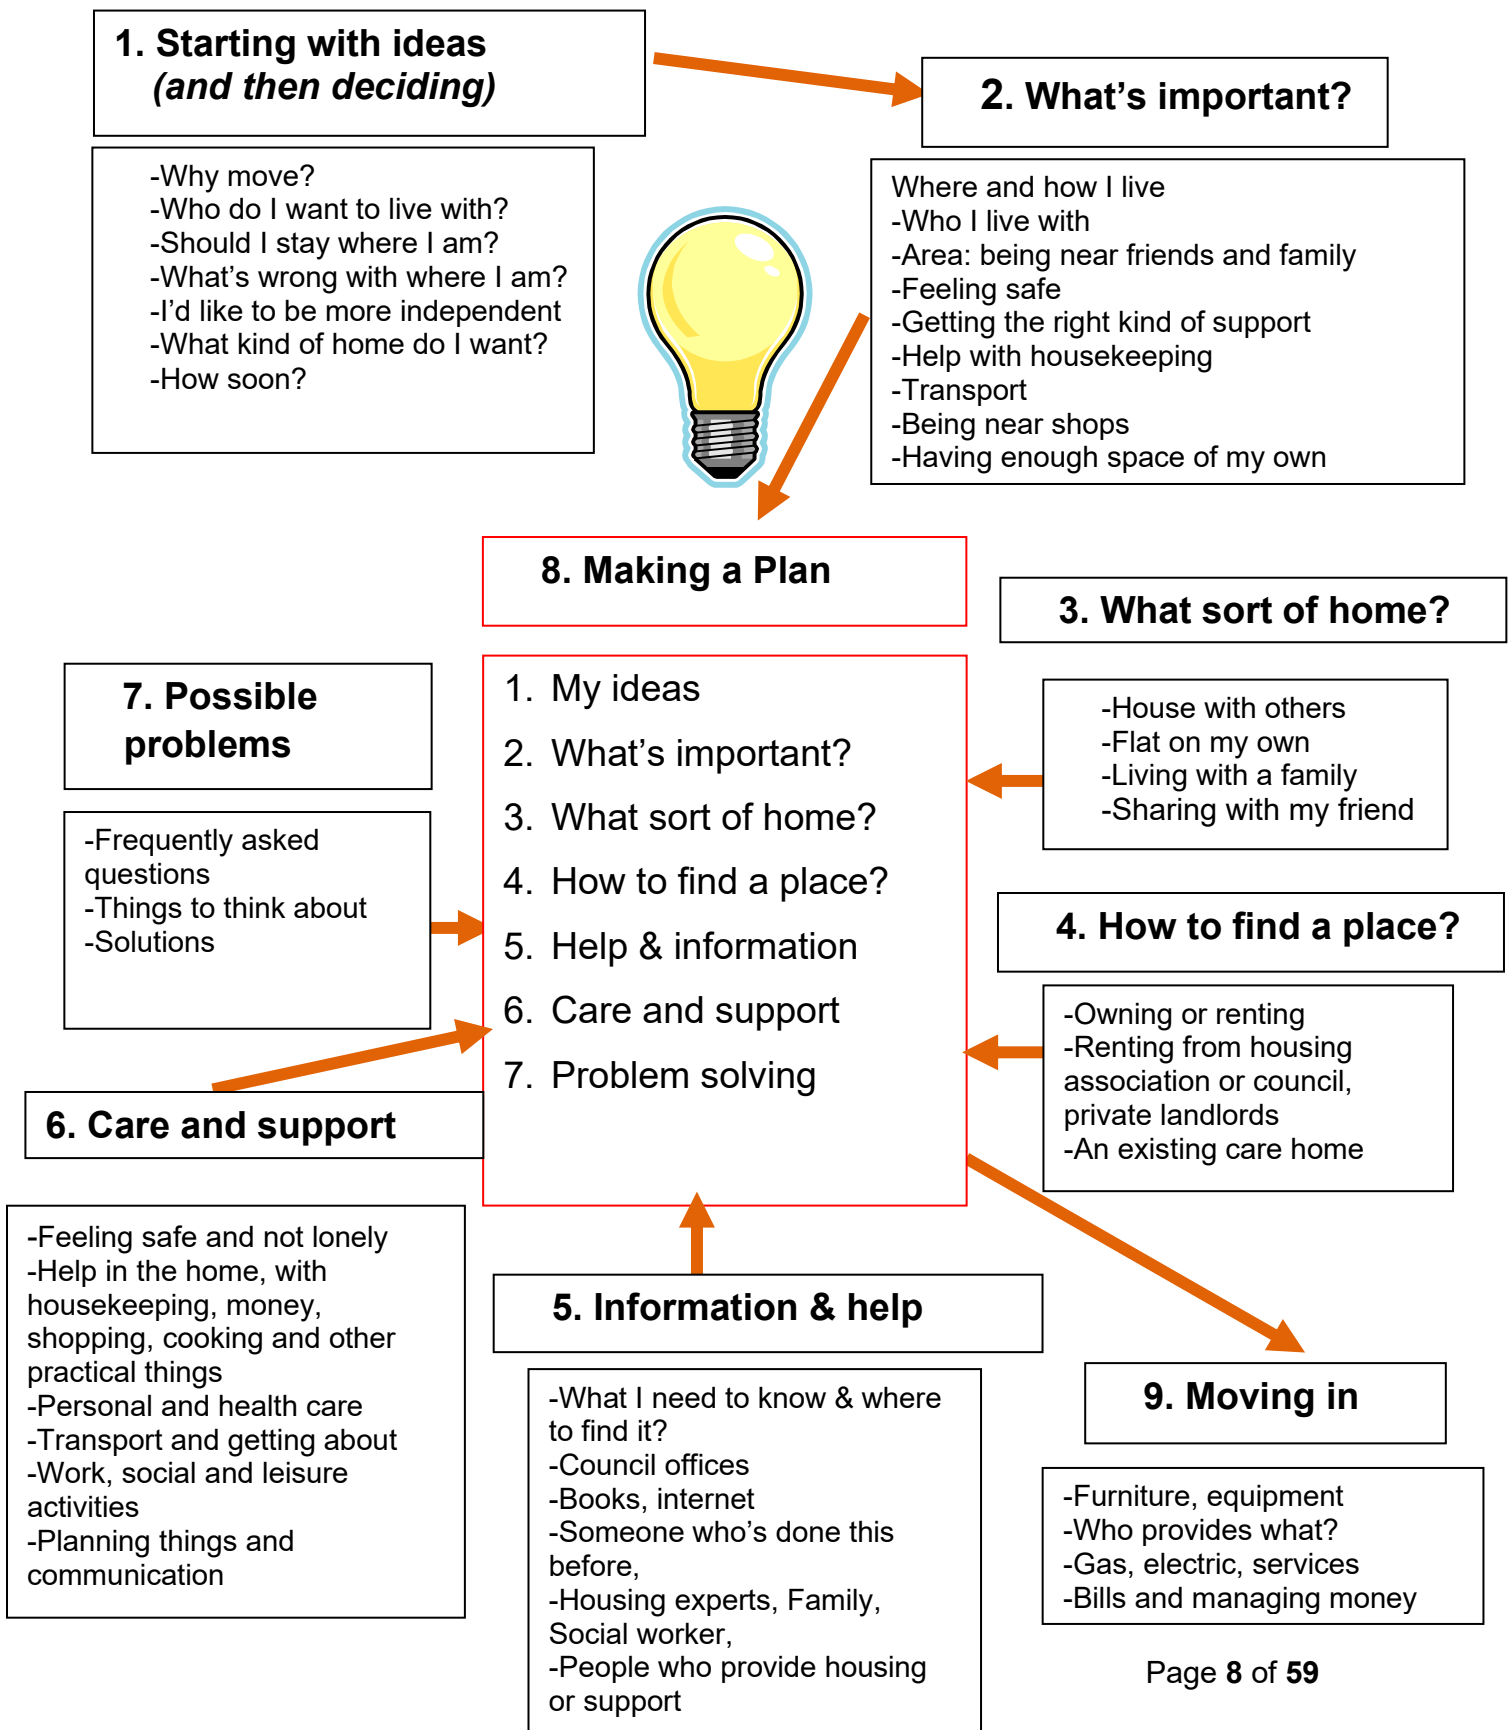 1. Starting with ideas
(and then deciding)
-Why move?
-Who do I want to live with?
-Should I stay where I am?
-What’s wrong with where I am?
-I’d like to be more independent
-What kind of home do I want?
-How soon?
2. What’s important?
Where and how I live
-Who I live with
-Area: being near friends and family
-Feeling safe
-Getting the right kind of support
-Help with housekeeping
-Transport
-Being near shops
-Having enough space of my own
8. Making a Plan
1. My ideas
2. What’s important?
3. What sort of home?
4. How to find a place?
5. Help & information
6. Care and support
7. Problem solving
3. What sort of home?
-House with others
-Flat on my own
-Living with a family
-Sharing with my friend
4. How to find a place?
-Owning or renting
-Renting from housing
association or council,
private landlords
-An existing care home
7. Possible
problems
-Frequently asked
questions
-Things to think about
-Solutions
6. Care and support
-Feeling safe and not lonely
-Help in the home, with
housekeeping, money,
shopping, cooking and other
practical things
-Personal and health care
-Transport and getting about
-Work, social and leisure
activities
-Planning things and
communication
5. Information & help
-What I need to know & where
to find it?
-Council offices
-Books, internet
-Someone who’s done this
before,
-Housing experts, Family,
Social worker,
-People who provide housing
or support
9. Moving in
-Furniture, equipment
-Who provides what?
-Gas, electric, services
-Bills and managing money
Page 8 of 59